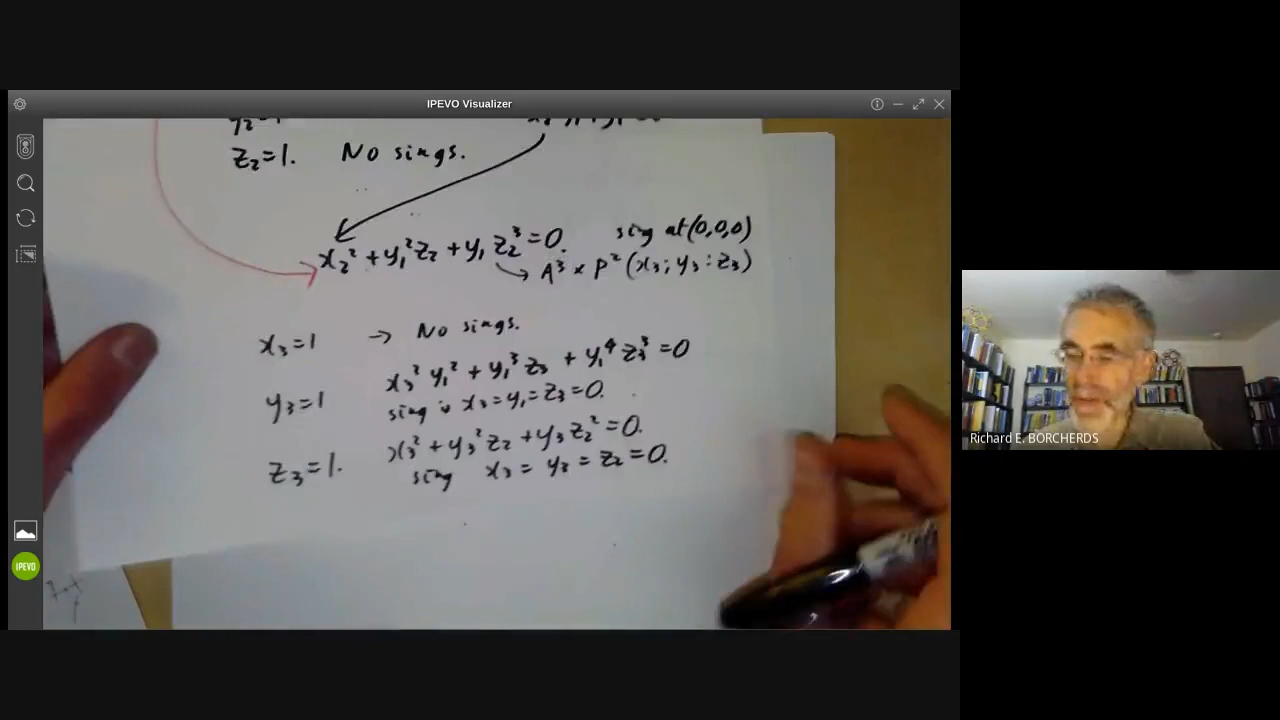 IPEVO Visualizer
z₂=1. No sings.
x₂² + y₁²z₂ + y₁z₂³ = 0. sing at (0,0,0)
→ A³ × P² (x₃: y₃: z₃)
x₃=1 → No sings.
y₃=1 x₃²y₁² + y₁³z₃ + y₁⁴z₃³ = 0
sing is x₃=y₁=z₃=0.
z₃=1. x₃² + y₃²z₂ + y₃z₂² = 0.
sing x₃ = y₃ = z₂ = 0.
IPEVO
Richard E. BORCHERDS